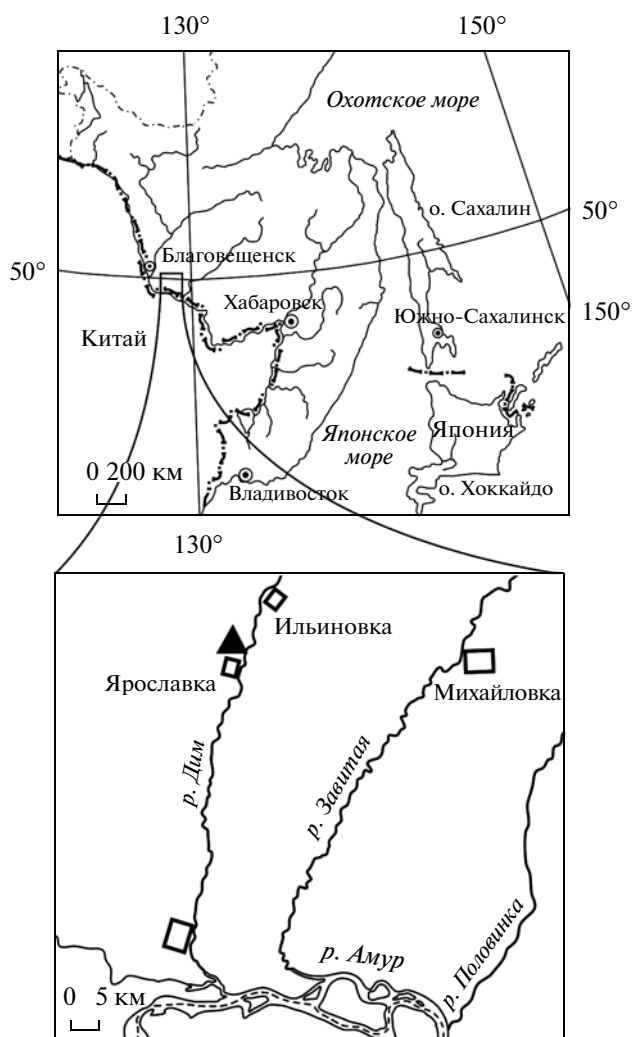 130°
150°
Охотское море
о. Сахалин
50°
Благовещенск
50°
Хабаровск
Южно-Сахалинск
150°
Китай
Японское
море
Япония
0 200 км
Владивосток
о. Хоккайдо
130°
Ильиновка
Ярославка
Михайловка
р. Дим
р. Завитая
р. Амур
р. Половинка
0 5 км